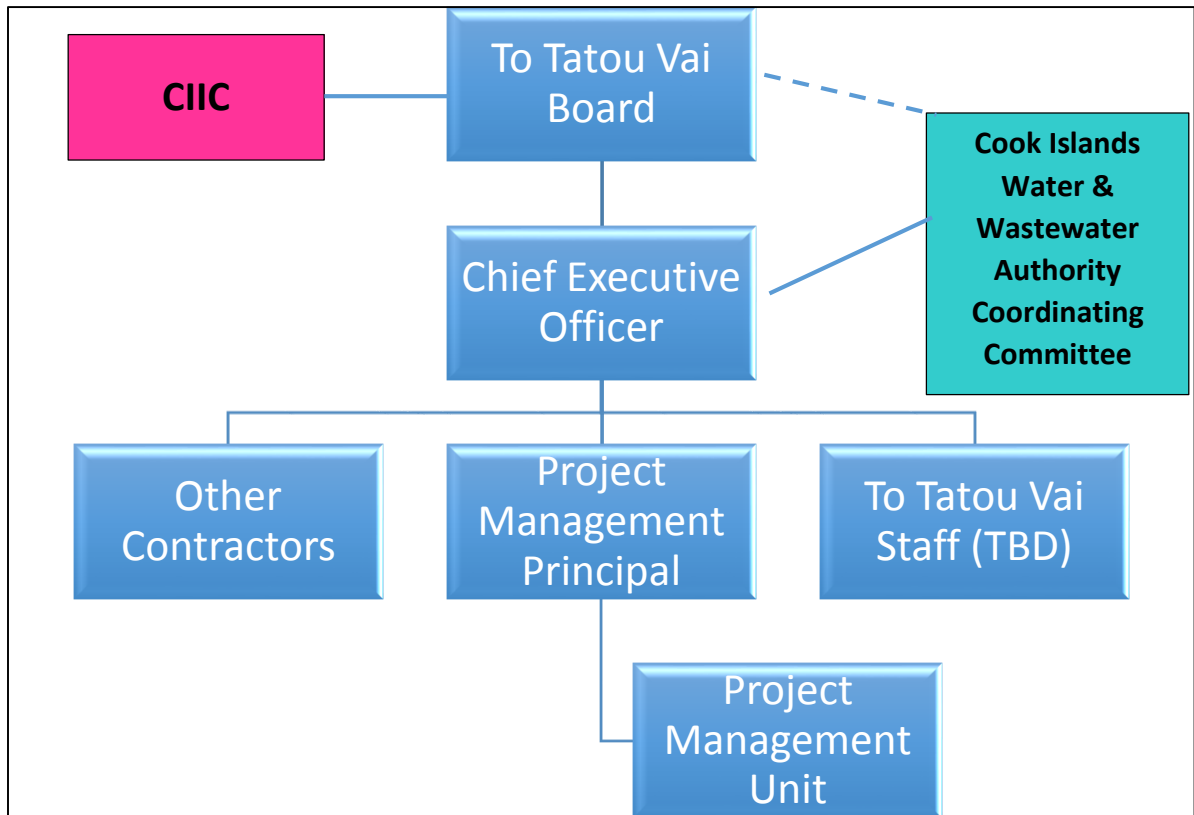 CIIC
To Tatou Vai
Board
Cook Islands
Water &
Wastewater
Authority
Coordinating
Committee
Chief Executive
Officer
Other
Contractors
Project
Management
Principal
To Tatou Vai
Staff (TBD)
Project
Management
Unit